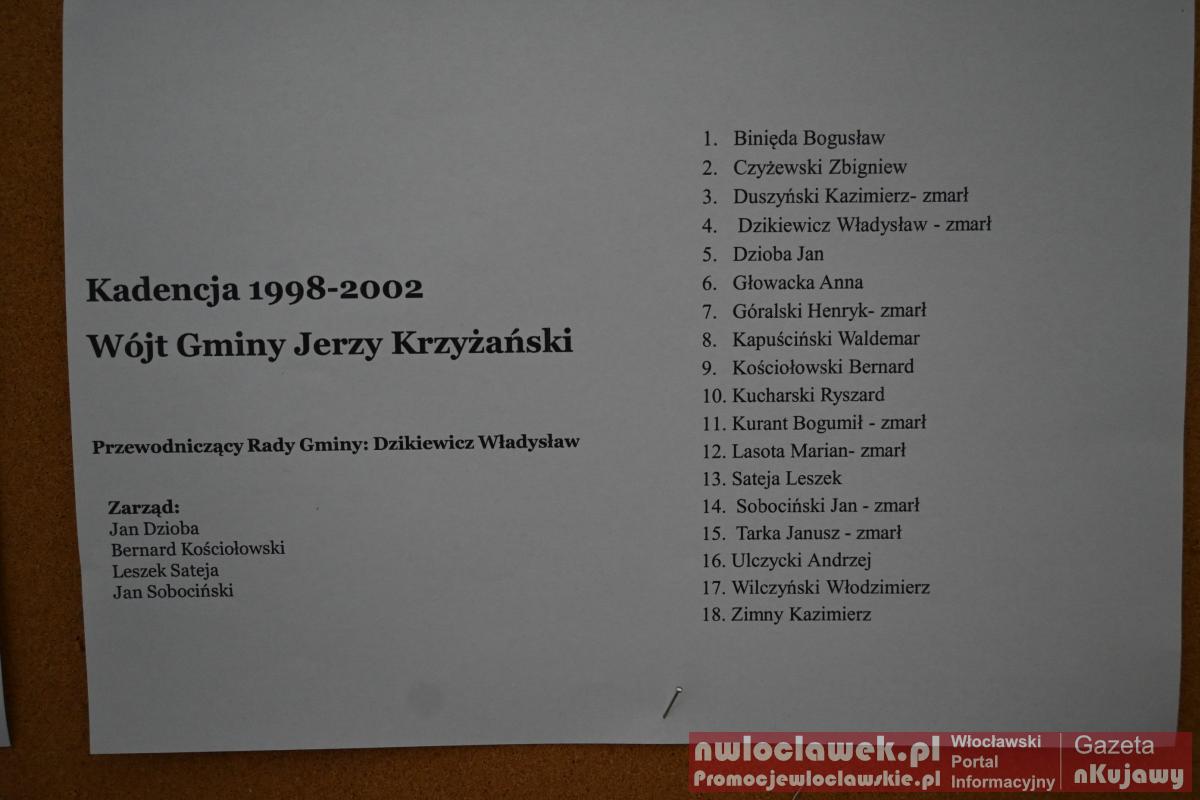 Kadencja 1998-2002
Wójt Gminy Jerzy Krzyżański
Przewodniczący Rady Gminy: Dzikiewicz Władysław
Zarząd:
Jan Dzioba
Bernard Kościołowski
Leszek Sateja
Jan Sobociński
1. Binięda Bogusław
2. Czyżewski Zbigniew
3. Duszyński Kazimierz- zmarł
4. Dzikiewicz Władysław - zmarł
5. Dzioba Jan
6. Głowacka Anna
7. Góralski Henryk- zmarł
8. Kapuściński Waldemar
9. Kościołowski Bernard
10. Kucharski Ryszard
11. Kurant Bogumił - zmarł
12. Lasota Marian- zmarł
13. Sateja Leszek
14. Sobociński Jan - zmarł
15. Tarka Janusz - zmarł
16. Ulczycki Andrzej
17. Wilczyński Włodzimierz
18. Zimny Kazimierz
nwloclawek.pl
Promocjewloclawskie.pl
Włocławski
Portal
Informacyjny
Gazeta
nKujawy